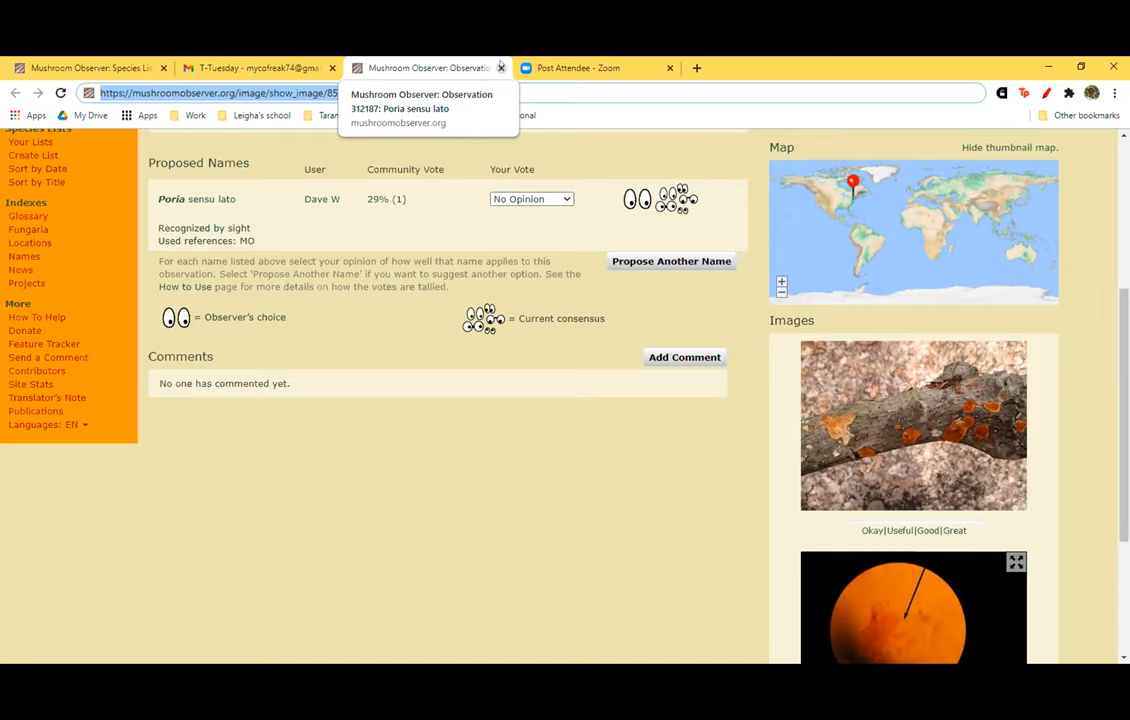 Mushroom Observer: Species Lis
T-Tuesday - mycofreak74@gma
Mushroom Observer: Observatio
Post Attendee - Zoom
https://mushroomobserver.org/image/show_image/85
Mushroom Observer: Observation
312187: Poria sensu lato
mushroomobserver.org
Apps
My Drive
Apps
Work
Leigha's school
Taran
onal
Other bookmarks
Species Lists
Your Lists
Create List
Sort by Date
Sort by Title
Indexes
Glossary
Fungaria
Locations
Names
News
Projects
More
How To Help
Donate
Feature Tracker
Send a Comment
Contributors
Site Stats
Translator's Note
Publications
Languages: EN
Proposed Names
User
Community Vote
Your Vote
Poria sensu lato
Dave W
29% (1)
No Opinion
Recognized by sight
Used references: MO
For each name listed above select your opinion of how well that name applies to this
observation. Select 'Propose Another Name' if you want to suggest another option. See the
How to Use page for more details on how the votes are tallied.
Propose Another Name
= Observer's choice
= Current consensus
Comments
Add Comment
No one has commented yet.
Map
Hide thumbnail map.
+
−
Images
Okay|Useful|Good|Great